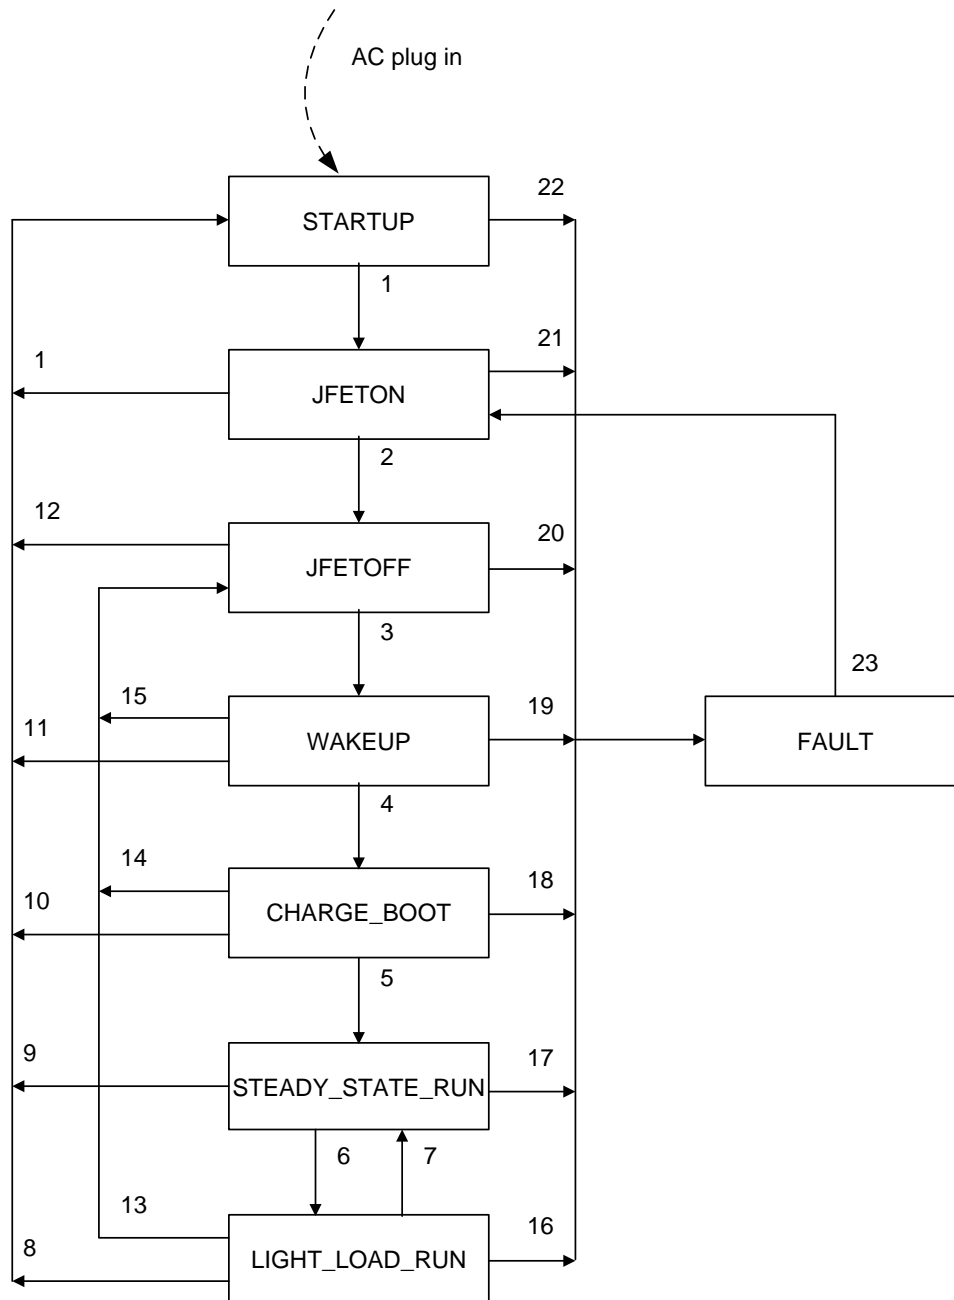 AC plug in
22
STARTUP
1
21
1
JFETON
2
12
20
JFETOFF
3
23
15
19
11
WAKEUP
FAULT
4
14
18
10
CHARGE_BOOT
5
9
17
STEADY_STATE_RUN
6
7
13
16
8
LIGHT_LOAD_RUN